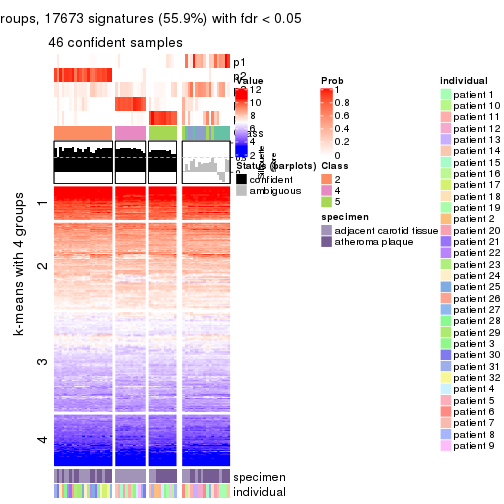 roups, 17673 signatures (55.9%) with fdr < 0.05
46 confident samples
p1
p2
Value
12
10
8
6
4
2
Prob
1
0.8
0.6
0.4
0.2
0
Status (barplots)
confident
ambiguous
Class
2
4
5
specimen
adjacent carotid tissue
atheroma plaque
individual
patient 1
patient 10
patient 11
patient 12
patient 13
patient 14
patient 15
patient 16
patient 17
patient 18
patient 19
patient 2
patient 20
patient 21
patient 22
patient 23
patient 24
patient 25
patient 26
patient 27
patient 28
patient 29
patient 3
patient 30
patient 31
patient 32
patient 4
patient 5
patient 6
patient 7
patient 8
patient 9
k-means with 4 groups
1
2
3
4
specimen
individual